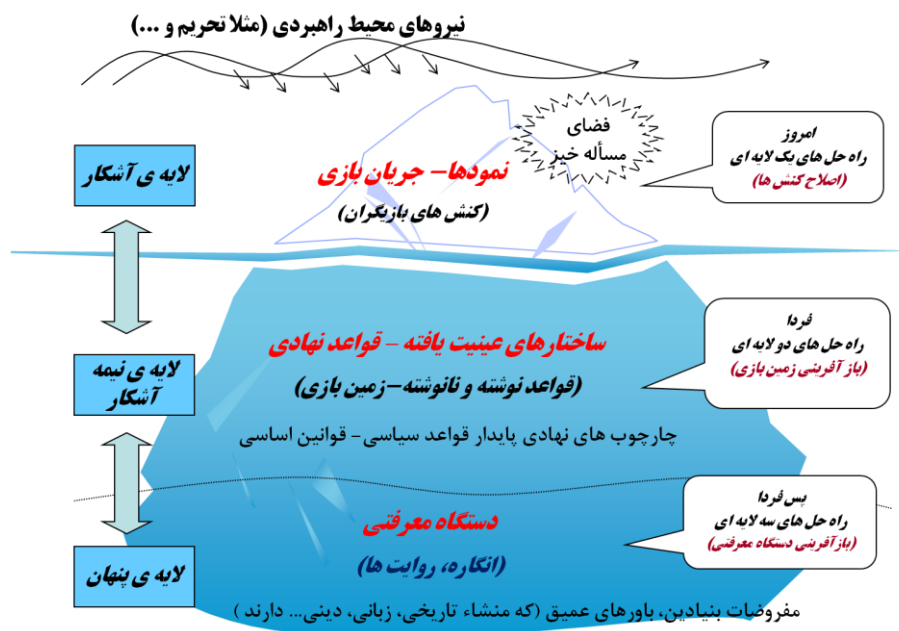 نیروهای محیط راهبردی (مثلا تحریم و ...)
فضای
مسأله خیز
امروز
راه حل های یک لایه ای
(اصلاح کنش ها)
لایه ی آشکار
نمودها- جریان بازی
(کنش های بازیگران)
فردا
راه حل های دو لایه ای
(باز آفرینی زمین بازی)
ساختارهای عینیت یافته - قواعد نهادی
(قواعد نوشته و نانوشته-زمین بازی)
چارچوب های نهادی پایدار قواعد سیاسی- قوانین اساسی
لایه ی نیمه
آشکار
پس فردا
راه حل های سه لایه ای
(بازآفرینی دستگاه معرفتی)
دستگاه معرفتی
(انگاره، روایت ها)
لایه ی پنهان
مفروضات بنیادین، باورهای عمیق (که منشاء تاریخی، زبانی، دینی... دارند )